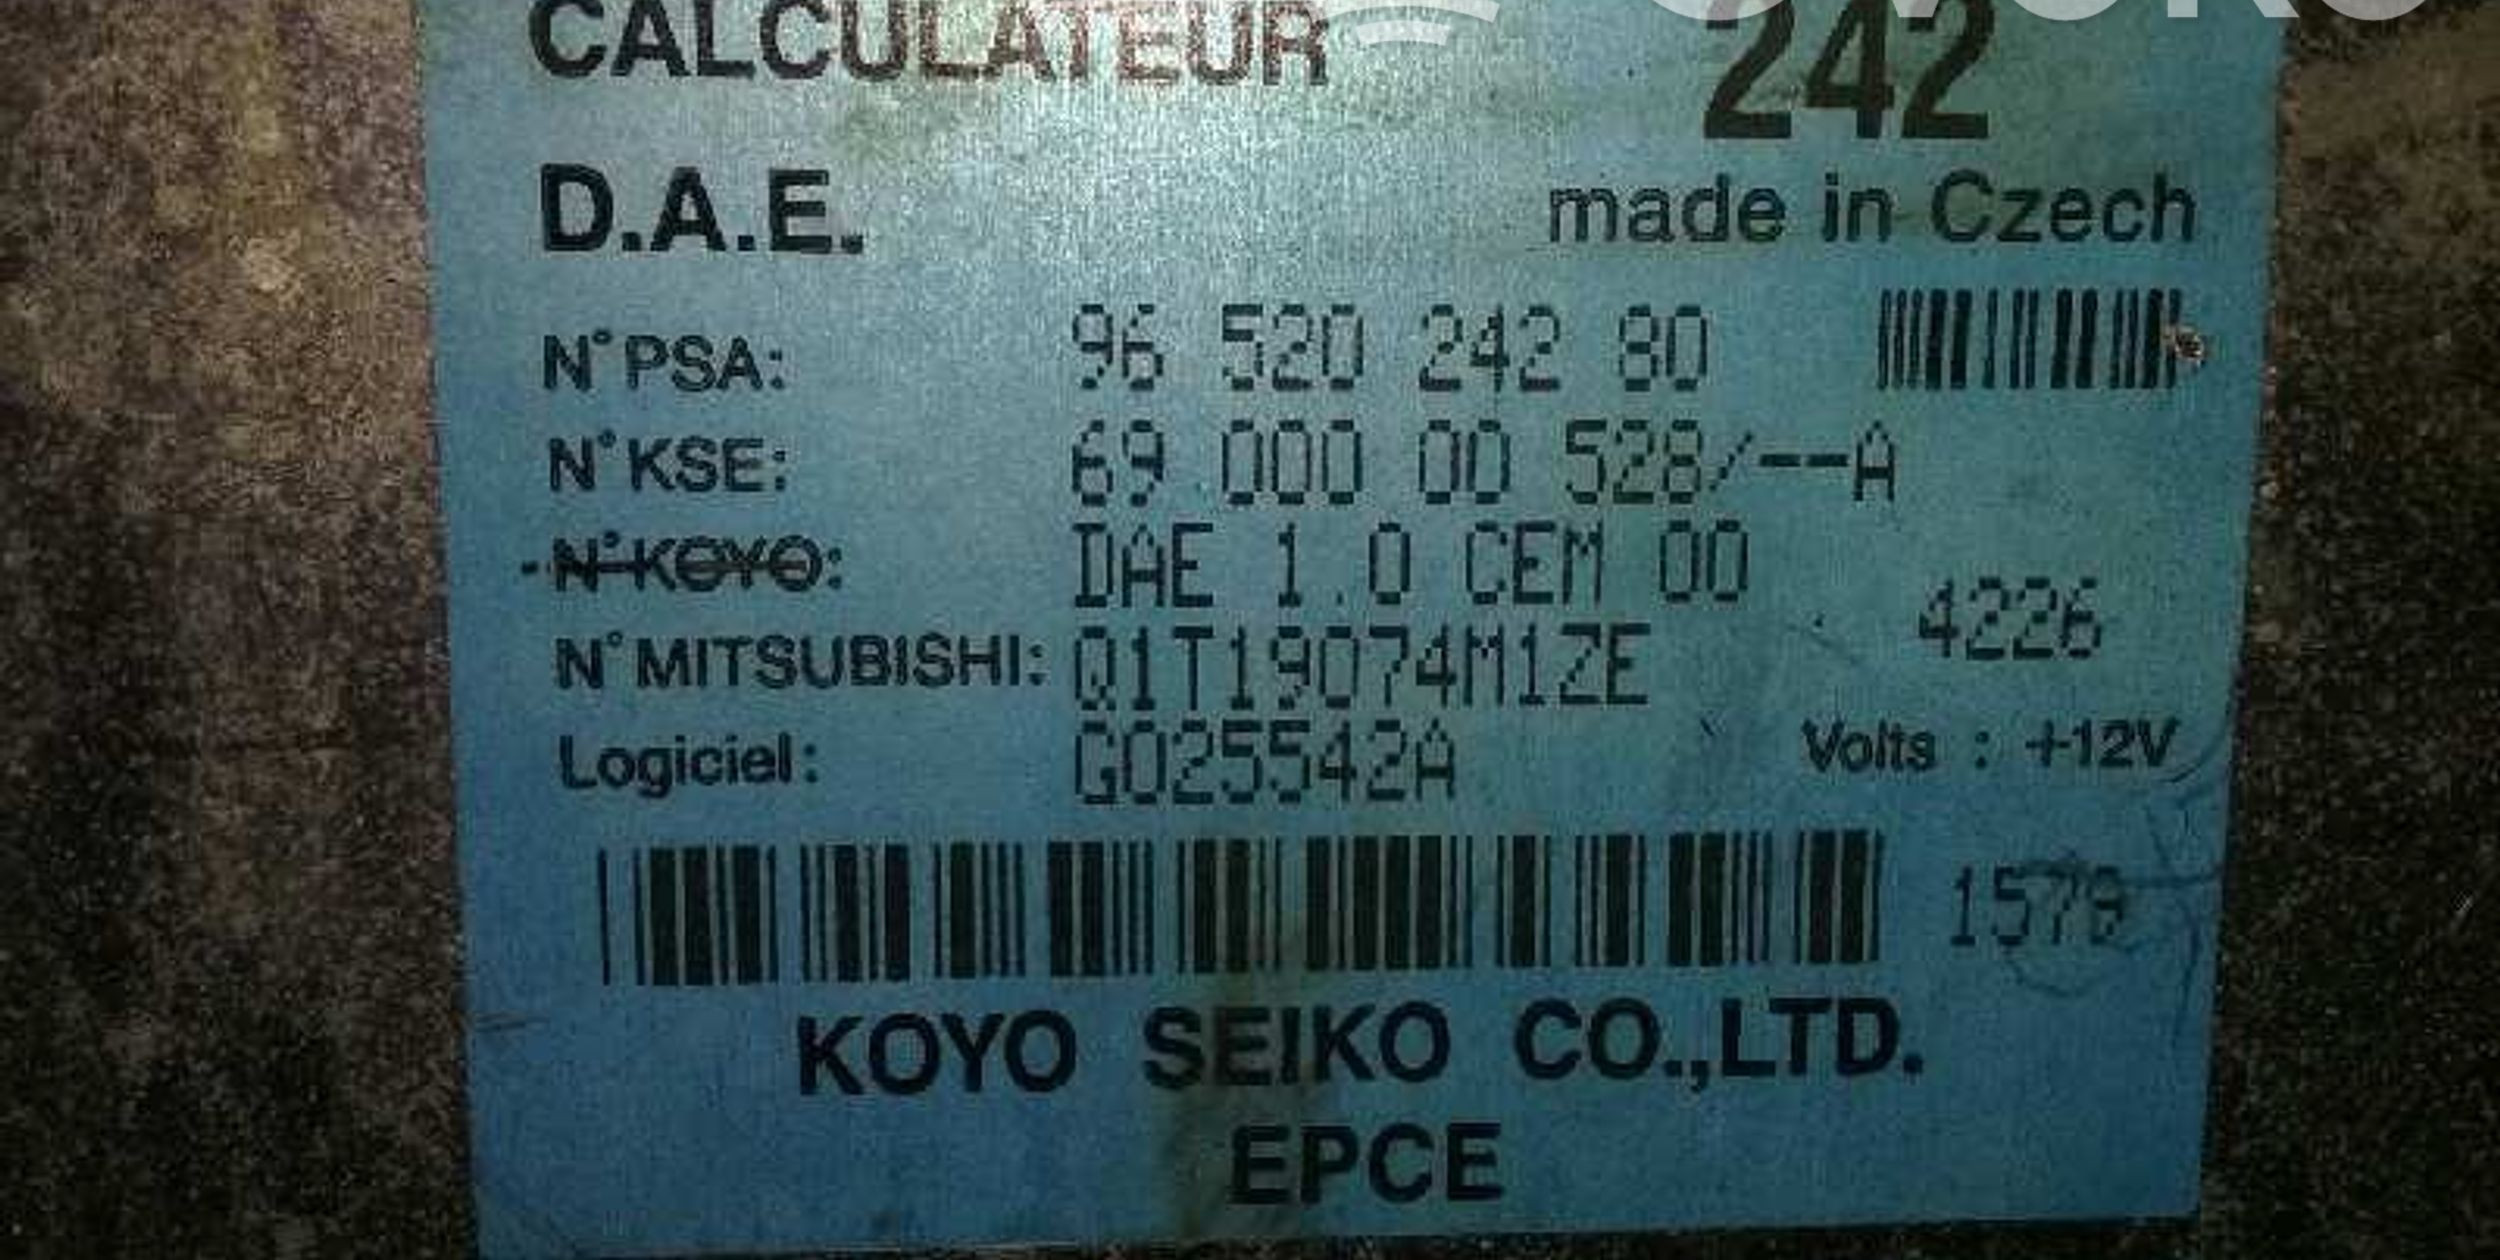 CALCULATEUR 242
D.A.E. made in Czech
N°PSA: 96 520 242 80
N°KSE: 69 000 00 528/--A
N°KOYO: DAE 1.0 CEM 00
4226
N°MITSUBISHI: Q1T19074M1ZE
Logiciel: G025542A Volts : +12V
1579
KOYO SEIKO CO.,LTD.
EPCE